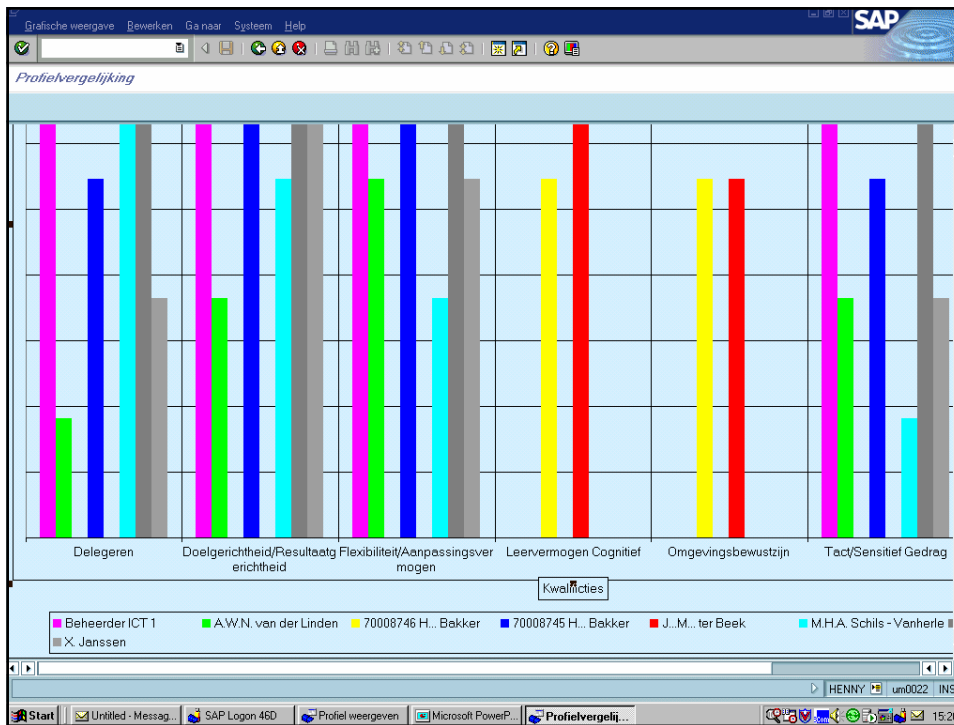 Grafische weergave Bewerken Ga naar Systeem Help
SAP
Profielvergelijking
Delegeren Doelgerichtheid/Resultaatg Flexibiliteit/Aanpassingsver Leervermogen Cognitief Omgevingsbewustzijn Tact/Sensitief Gedrag
erichtheid mogen
Kwalificties
Beheerder ICT 1 A.W.N. van der Linden 70008746 H... Bakker 70008745 H... Bakker J...M... ter Beek M.H.A. Schils - Vanherle
X. Janssen
HENNY um0022 INS
Start Untitled - Messag... SAP Logon 46D Profiel weergeven Microsoft PowerP... Profielvergelij... 15:20